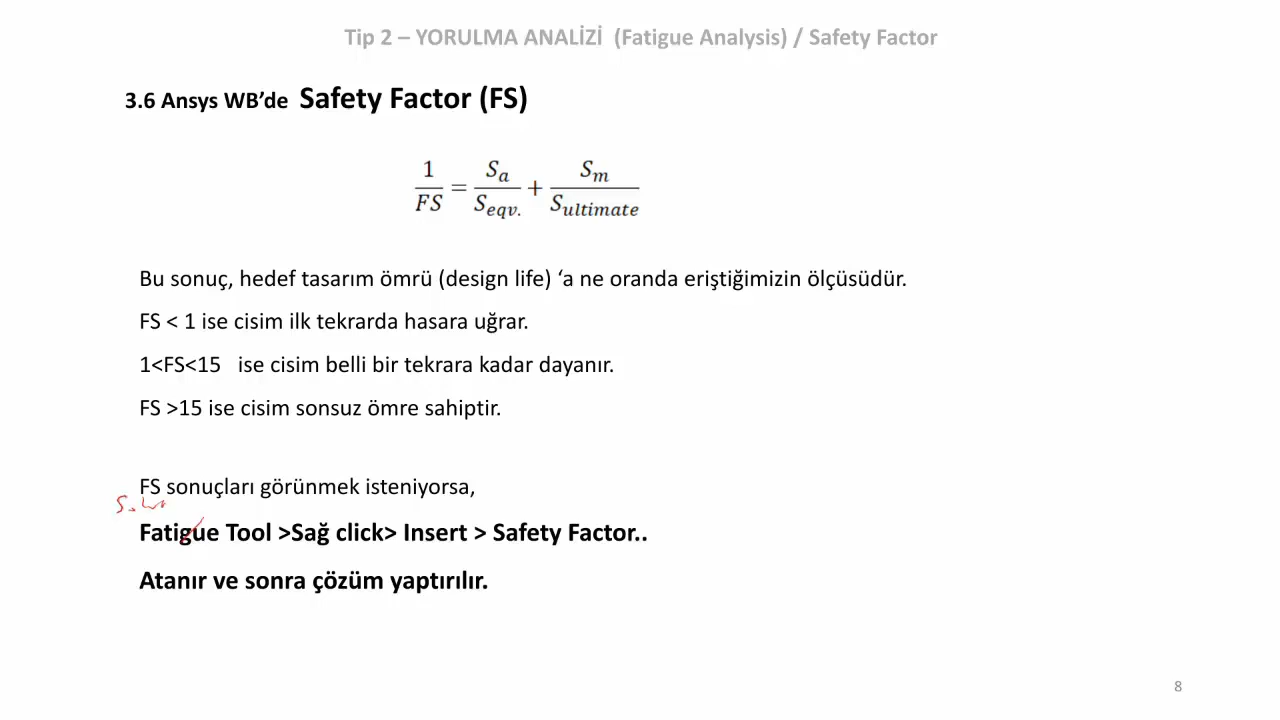 Tip 2 – YORULMA ANALİZİ (Fatigue Analysis) / Safety Factor
3.6 Ansys WB’de Safety Factor (FS)
1/FS = Sa/Seqv. + Sm/Sultimate
Bu sonuç, hedef tasarım ömrü (design life) ‘a ne oranda eriştiğimizin ölçüsüdür.
FS < 1 ise cisim ilk tekrarda hasara uğrar.
1<FS<15 ise cisim belli bir tekrara kadar dayanır.
FS >15 ise cisim sonsuz ömre sahiptir.
FS sonuçları görünmek isteniyorsa,
Fatigue Tool >Sağ click> Insert > Safety Factor..
Atanır ve sonra çözüm yaptırılır.
8